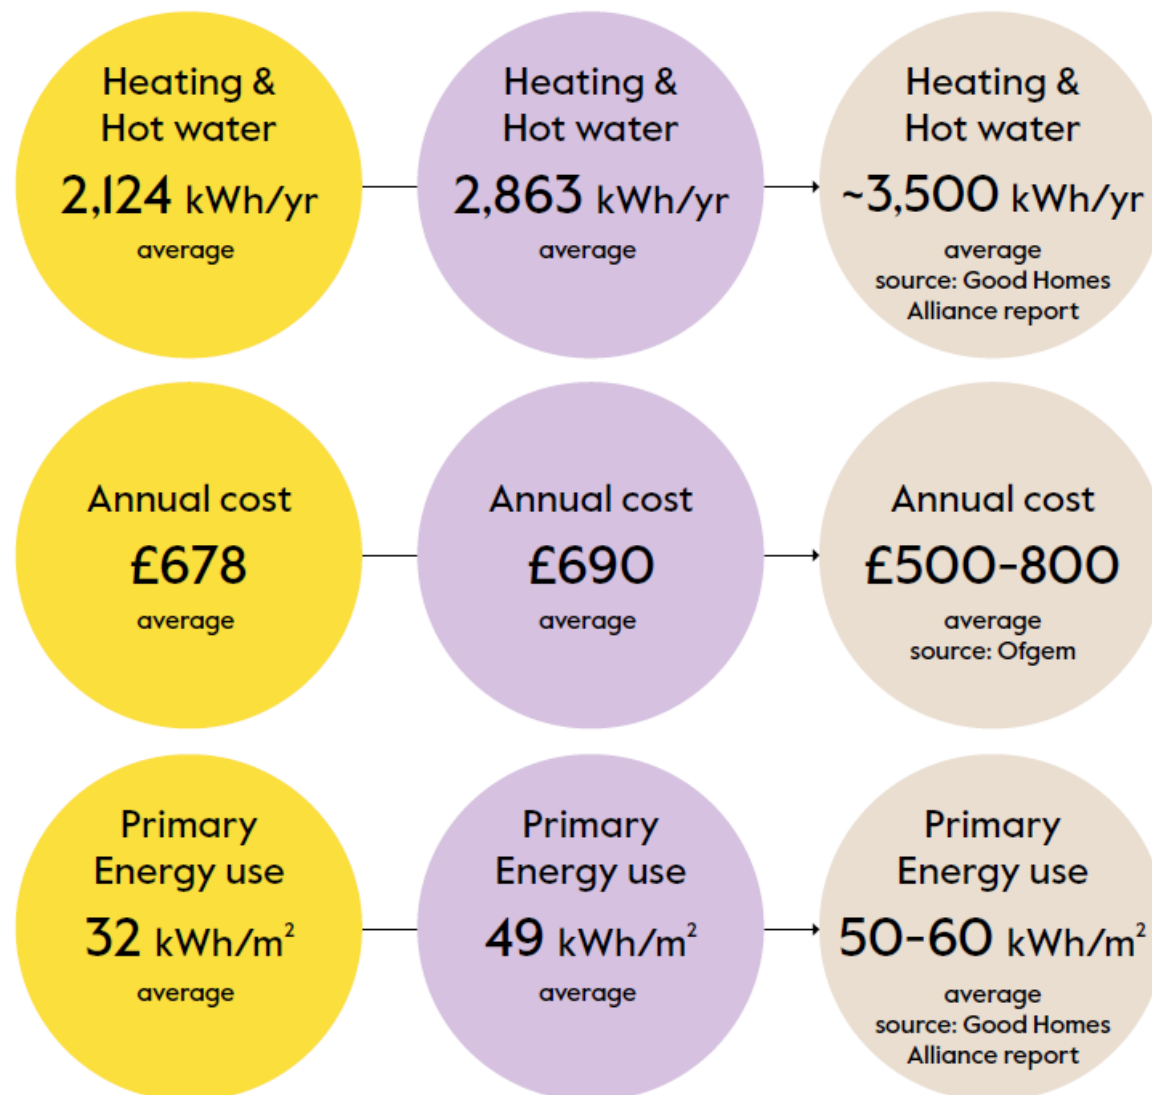 Heating &
Hot water
2,124 kWh/yr
average
Heating &
Hot water
2,863 kWh/yr
average
Heating &
Hot water
~3,500 kWh/yr
average
source: Good Homes
Alliance report
Annual cost
£678
average
Annual cost
£690
average
Annual cost
£500-800
average
source: Ofgem
Primary
Energy use
32 kWh/m²
average
Primary
Energy use
49 kWh/m²
average
Primary
Energy use
50-60 kWh/m²
average
source: Good Homes
Alliance report